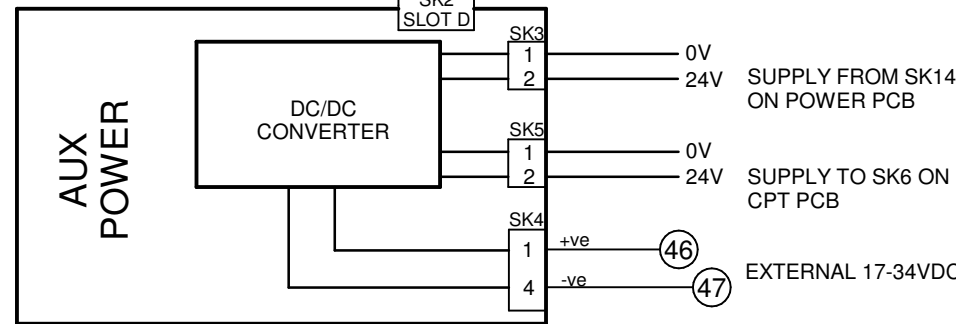 SK2
SLOT D
AUX
POWER
DC/DC
CONVERTER
SK3
1
2
0V
24V
SUPPLY FROM SK14
ON POWER PCB
SK5
1
2
0V
24V
SUPPLY TO SK6 ON
CPT PCB
SK4
1
4
+ve
-ve
46
47
EXTERNAL 17-34VDC